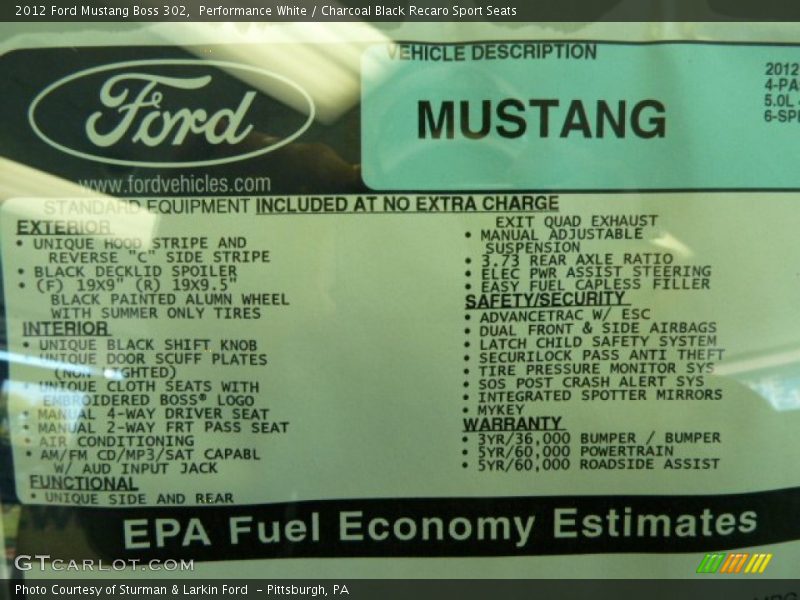 2012 Ford Mustang Boss 302,  Performance White / Charcoal Black Recaro Sport Seats
Ford
www.fordvehicles.com
VEHICLE DESCRIPTION
MUSTANG
2012
4-PA
5.0L
6-SP
STANDARD EQUIPMENT INCLUDED AT NO EXTRA CHARGE
EXTERIOR
• UNIQUE HOOD STRIPE AND
REVERSE "C" SIDE STRIPE
• BLACK DECKLID SPOILER
• (F) 19X9" (R) 19X9.5"
BLACK PAINTED ALUMN WHEEL
WITH SUMMER ONLY TIRES
INTERIOR
• UNIQUE BLACK SHIFT KNOB
• UNIQUE DOOR SCUFF PLATES
(NON LIGHTED)
• UNIQUE CLOTH SEATS WITH
EMBROIDERED BOSS® LOGO
• MANUAL 4-WAY DRIVER SEAT
• MANUAL 2-WAY FRT PASS SEAT
• AIR CONDITIONING
• AM/FM CD/MP3/SAT CAPABL
W/ AUD INPUT JACK
FUNCTIONAL
• UNIQUE SIDE AND REAR
EXIT QUAD EXHAUST
• MANUAL ADJUSTABLE
SUSPENSION
• 3.73 REAR AXLE RATIO
• ELEC PWR ASSIST STEERING
• EASY FUEL CAPLESS FILLER
SAFETY/SECURITY
• ADVANCETRAC W/ ESC
• DUAL FRONT & SIDE AIRBAGS
• LATCH CHILD SAFETY SYSTEM
• SECURILOCK PASS ANTI THEFT
• TIRE PRESSURE MONITOR SYS
• SOS POST CRASH ALERT SYS
• INTEGRATED SPOTTER MIRRORS
• MYKEY
WARRANTY
• 3YR/36,000 BUMPER / BUMPER
• 5YR/60,000 POWERTRAIN
• 5YR/60,000 ROADSIDE ASSIST
EPA Fuel Economy Estimates
GTCARLOT.COM
Photo Courtesy of Sturman & Larkin Ford  - Pittsburgh, PA